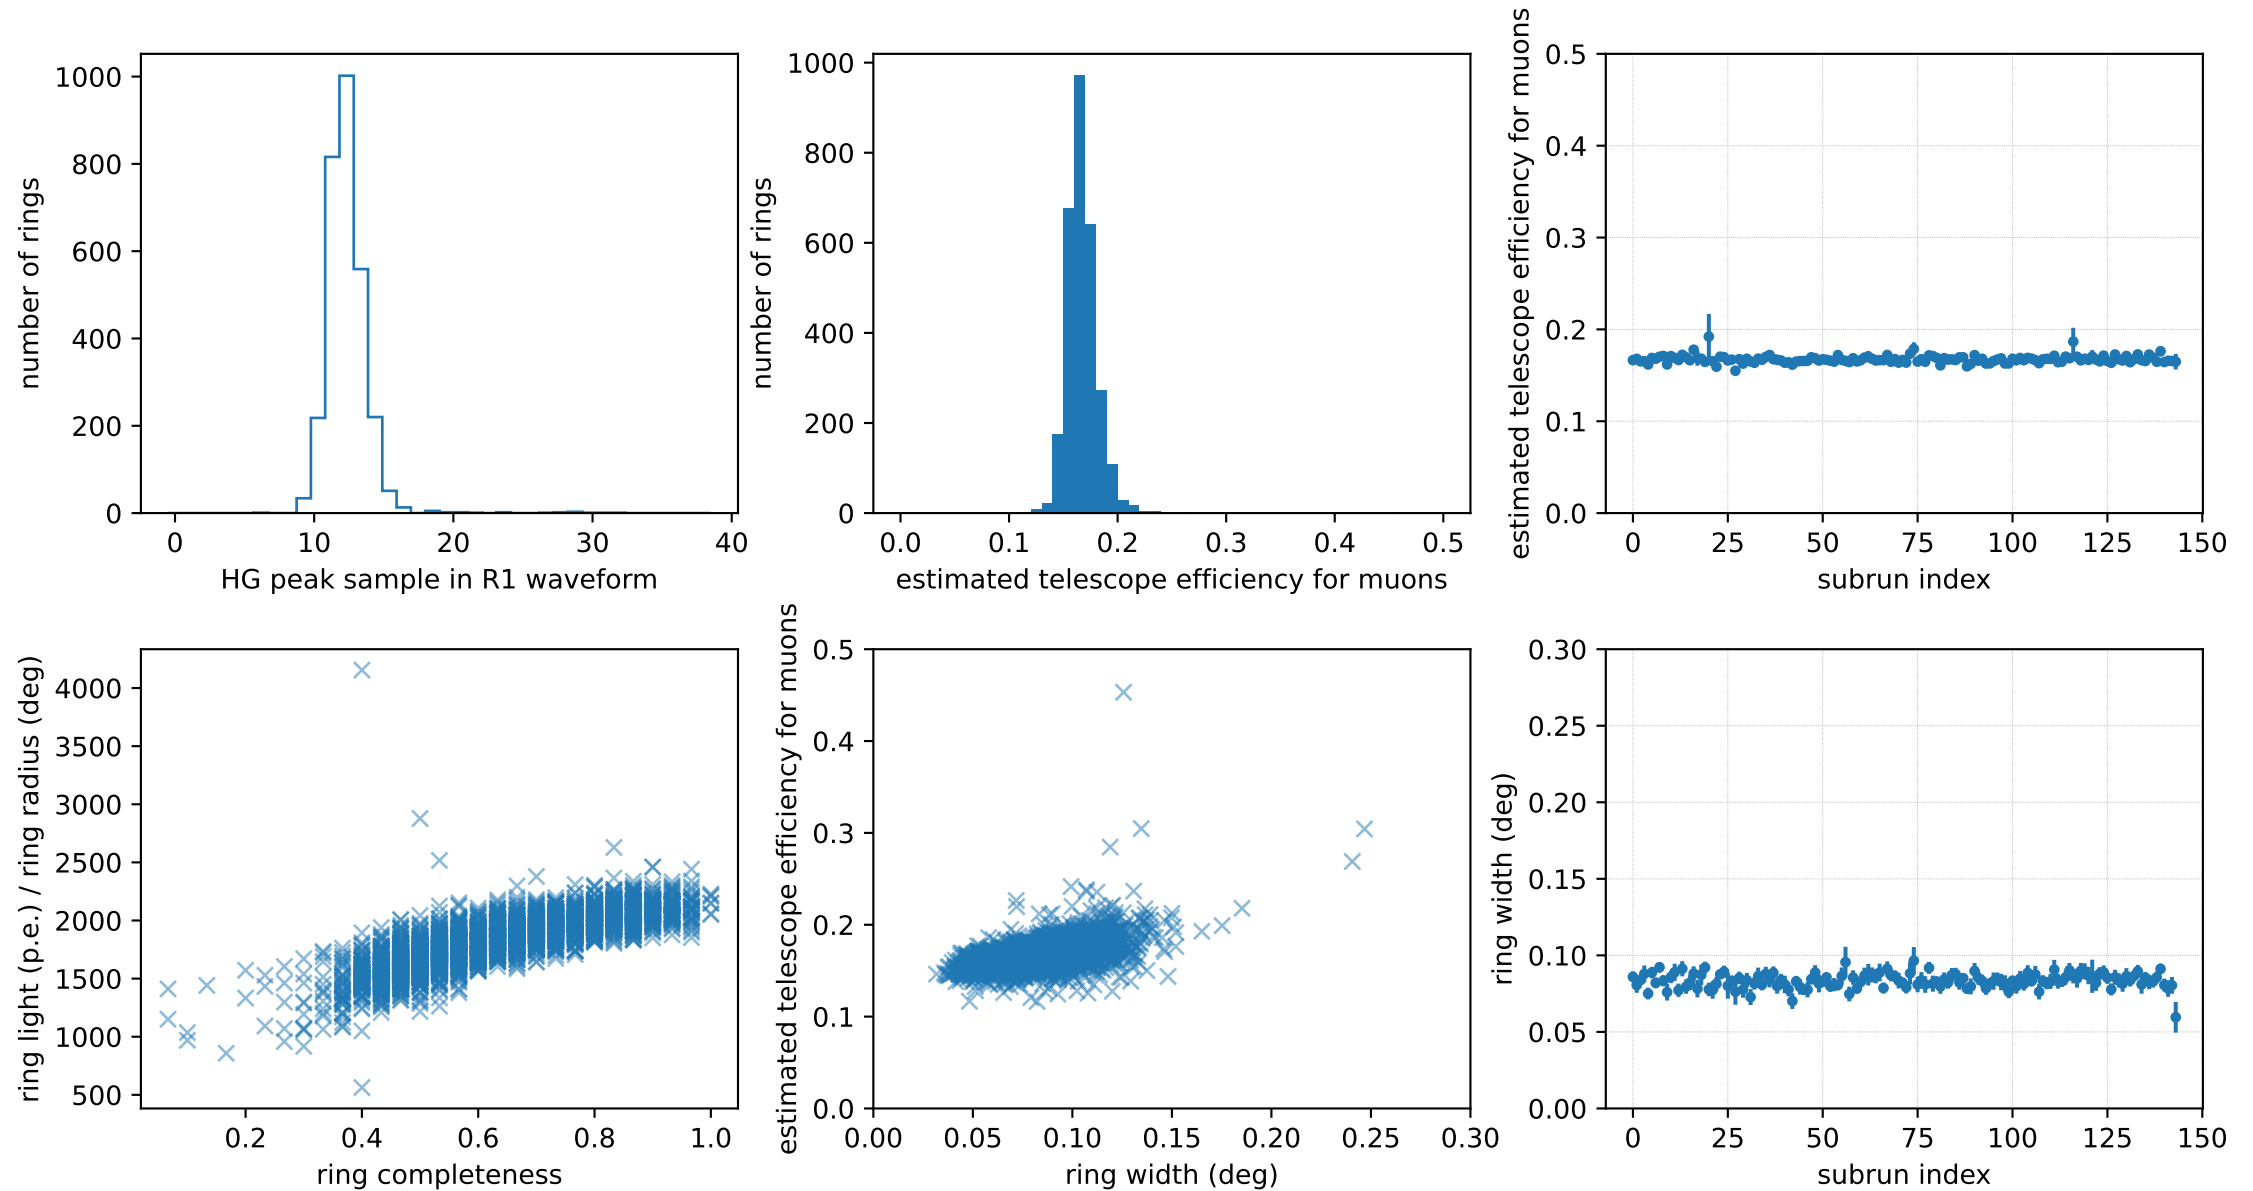 number of rings
1000
800
600
400
200
0
0 10 20 30 40
HG peak sample in R1 waveform
number of rings
1000
800
600
400
200
0
0.0 0.1 0.2 0.3 0.4 0.5
estimated telescope efficiency for muons
estimated telescope efficiency for muons
0.5
0.4
0.3
0.2
0.1
0.0
0 25 50 75 100 125 150
subrun index
ring light (p.e.) / ring radius (deg)
4000
3500
3000
2500
2000
1500
1000
500
0.2 0.4 0.6 0.8 1.0
ring completeness
estimated telescope efficiency for muons
0.5
0.4
0.3
0.2
0.1
0.0
0.00 0.05 0.10 0.15 0.20 0.25 0.30
ring width (deg)
ring width (deg)
0.30
0.25
0.20
0.15
0.10
0.05
0.00
0 25 50 75 100 125 150
subrun index